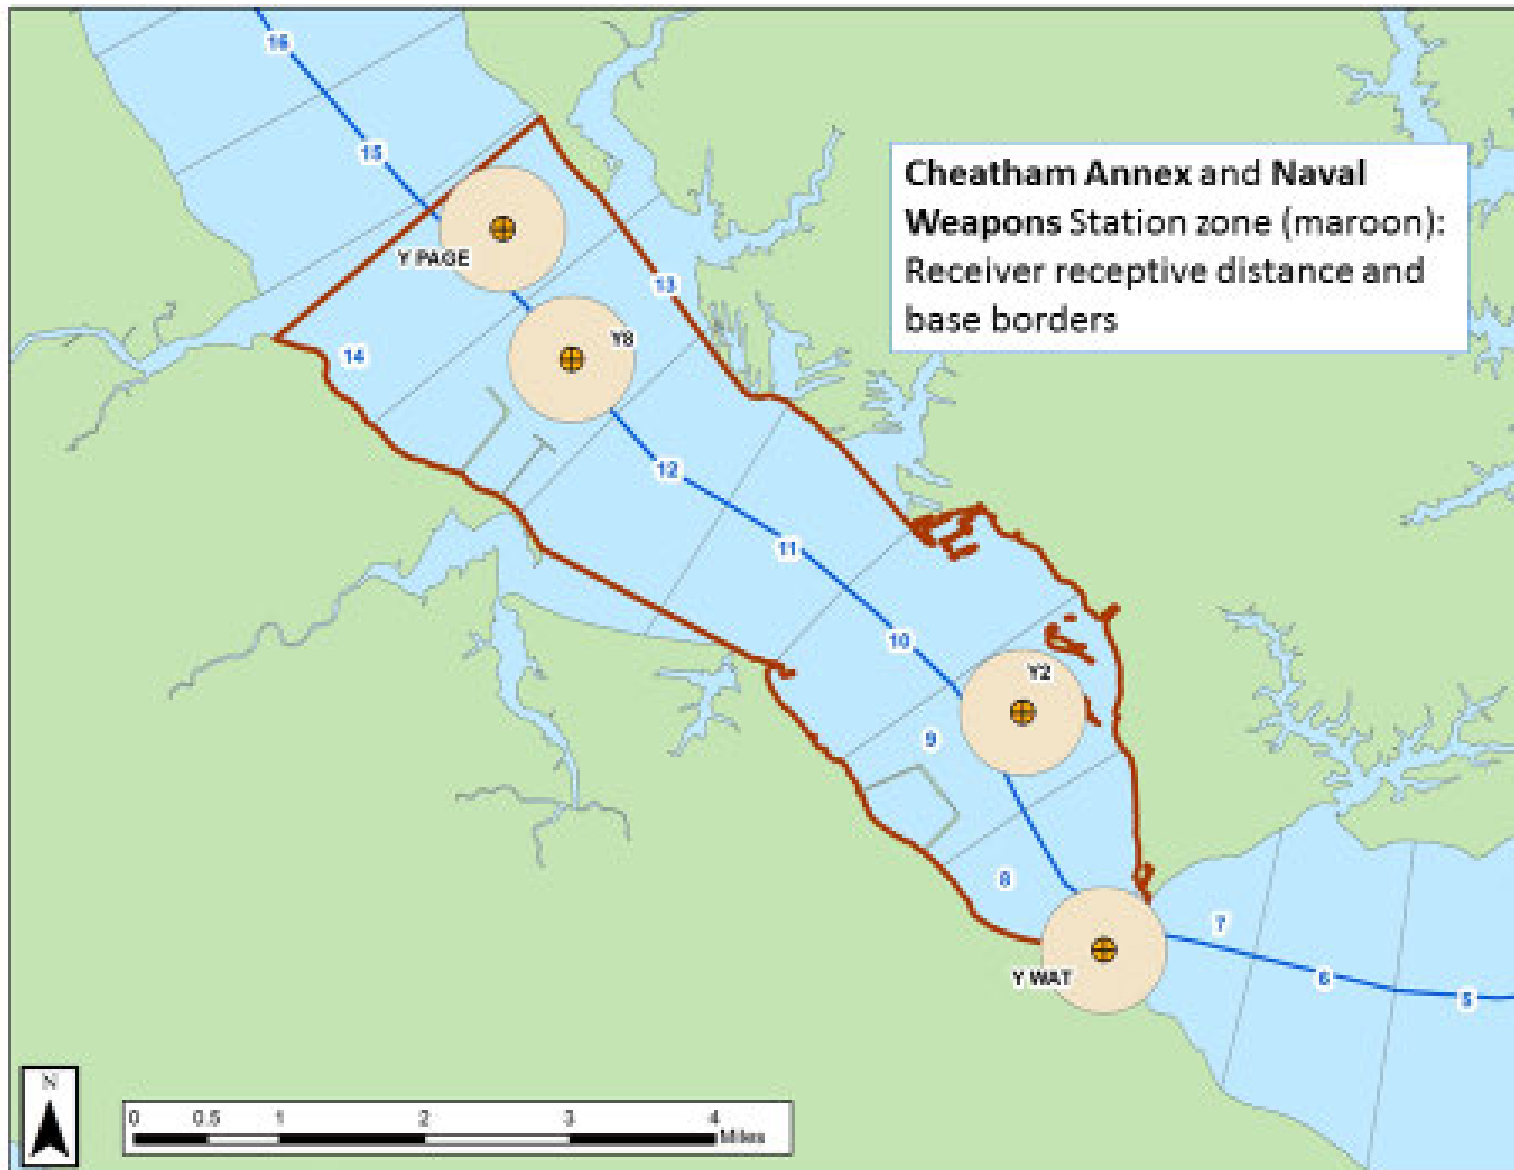 16
15
Cheatham Annex and Naval
Weapons Station zone (maroon):
Receiver receptive distance and
base borders
Y PAGE
13
Y8
14
12
11
10
Y2
9
8
7
Y WAT
6
5
N
0 0.5 1 2 3 4
Miles